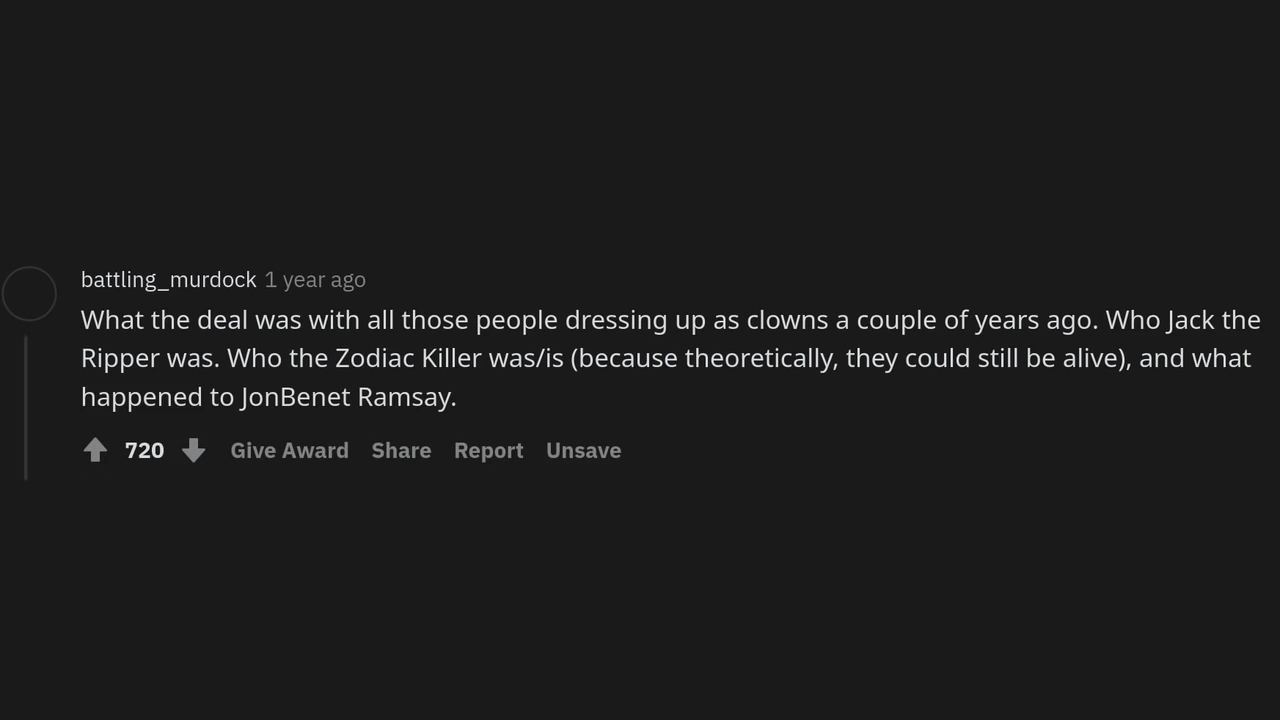 battling_murdock 1 year ago
What the deal was with all those people dressing up as clowns a couple of years ago. Who Jack the
Ripper was. Who the Zodiac Killer was/is (because theoretically, they could still be alive), and what
happened to JonBenet Ramsay.
720 Give Award Share Report Unsave